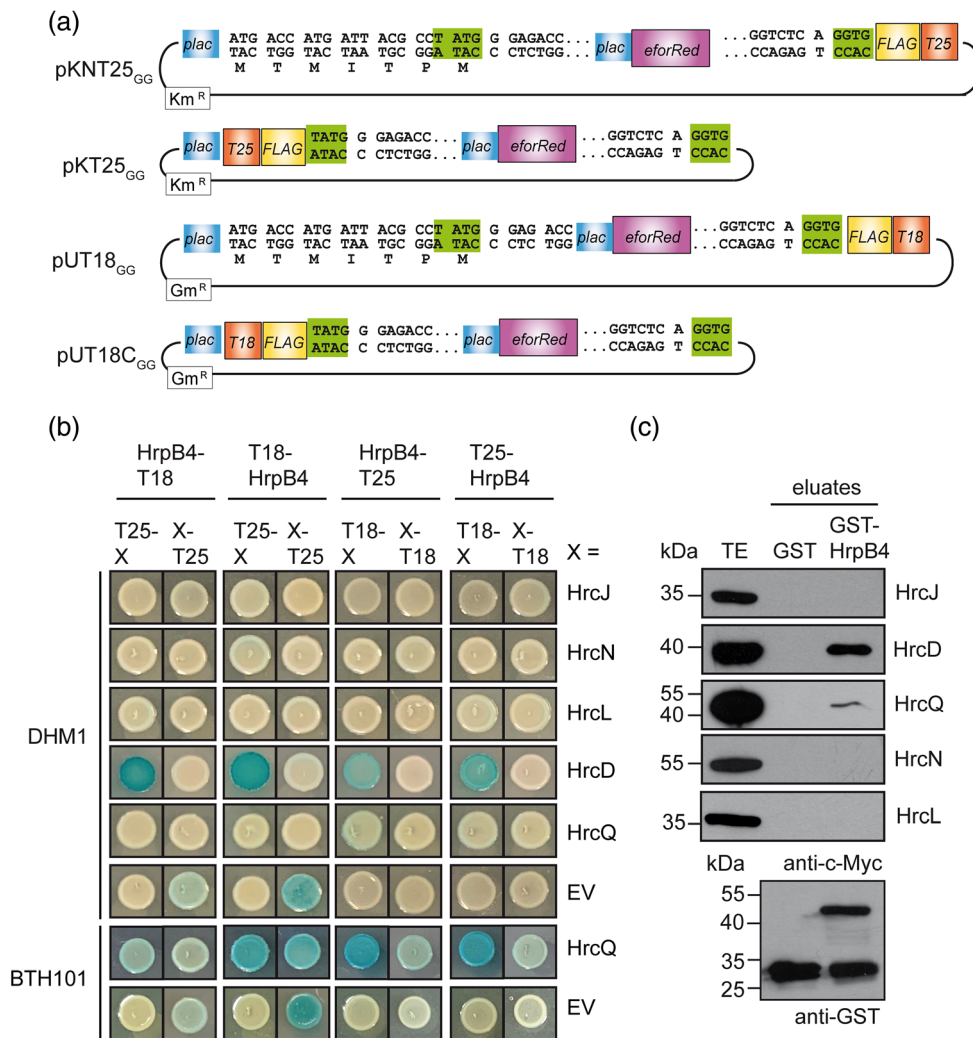 (a)
plac ATG ACC ATG ATT ACG CCT ATG G GAGACC... ...GGTCTC A GGTG
TAC TGG TAC TAA TGC GGA TAC C CTCTGG... plac eforRed ...CCAGAG T CCAC FLAG T25
M T M I T P M
pKNT25GG
Km R
plac T25 FLAG TATG G GAGACC... plac eforRed ...GGTCTC A GGTG
ATAC C CTCTGG... ...CCAGAG T CCAC
pKT25GG
Km R
plac ATG ACC ATG ATT ACG CCT ATG G GAG ACC plac eforRed ...GGTCTC A GGTG FLAG T18
TAC TGG TAC TAA TGC GGA TAC C CTC TGG ...CCAGAG T CCAC
M T M I T P M
pUT18GG
Gm R
plac T18 FLAG TATG G GAGACC... plac eforRed ...GGTCTC A GGTG
ATAC C CTCTGG... ...CCAGAG T CCAC
pUT18CGG
Gm R
(b)
HrpB4-T18 T18-HrpB4 HrpB4-T25 T25-HrpB4
T25-X X-T25 T25-X X-T25 T18-X X-T18 T18-X X-T18 X =
DHM1
HrcJ
HrcN
HrcL
HrcD
HrcQ
EV
BTH101
HrcQ
EV
(c)
eluates
kDa TE GST GST-HrpB4
35 HrcJ
40 HrcD
55 HrcQ
40
55 HrcN
35 HrcL
kDa anti-c-Myc
55
40
35
25
anti-GST